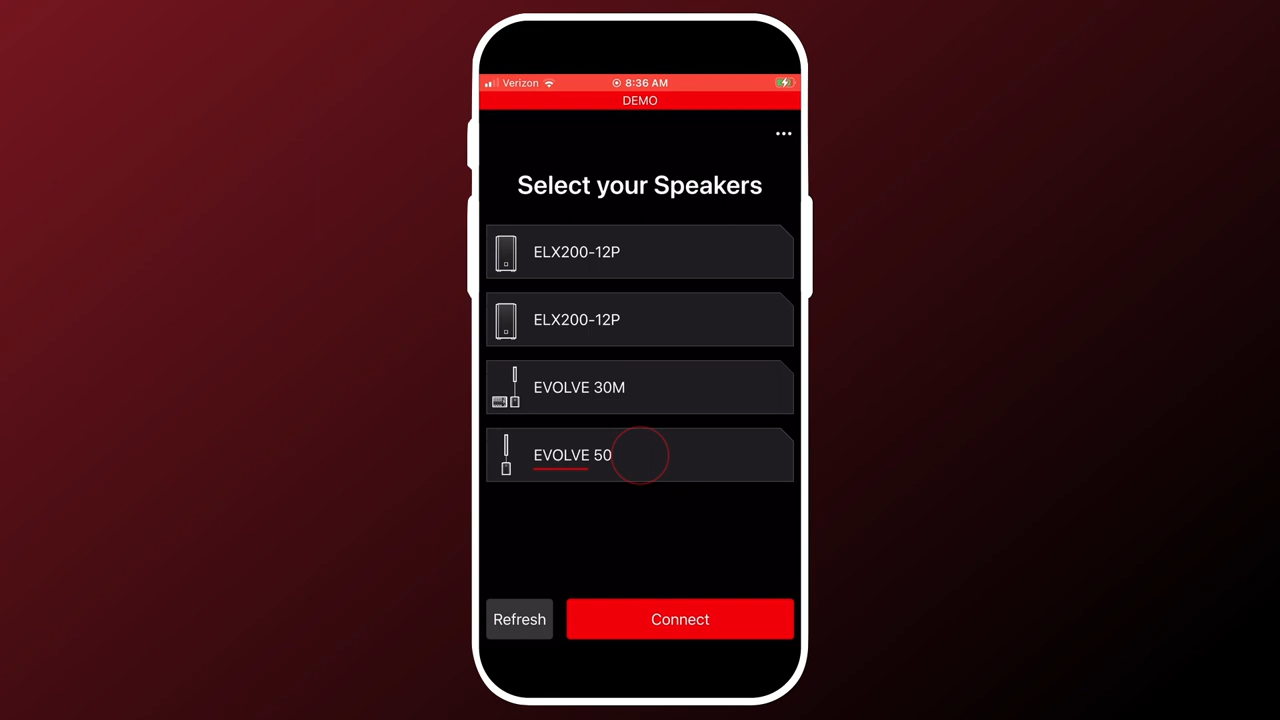 Verizon 8:36 AM
DEMO
Select your Speakers
ELX200-12P
ELX200-12P
EVOLVE 30M
EVOLVE 50
Refresh
Connect